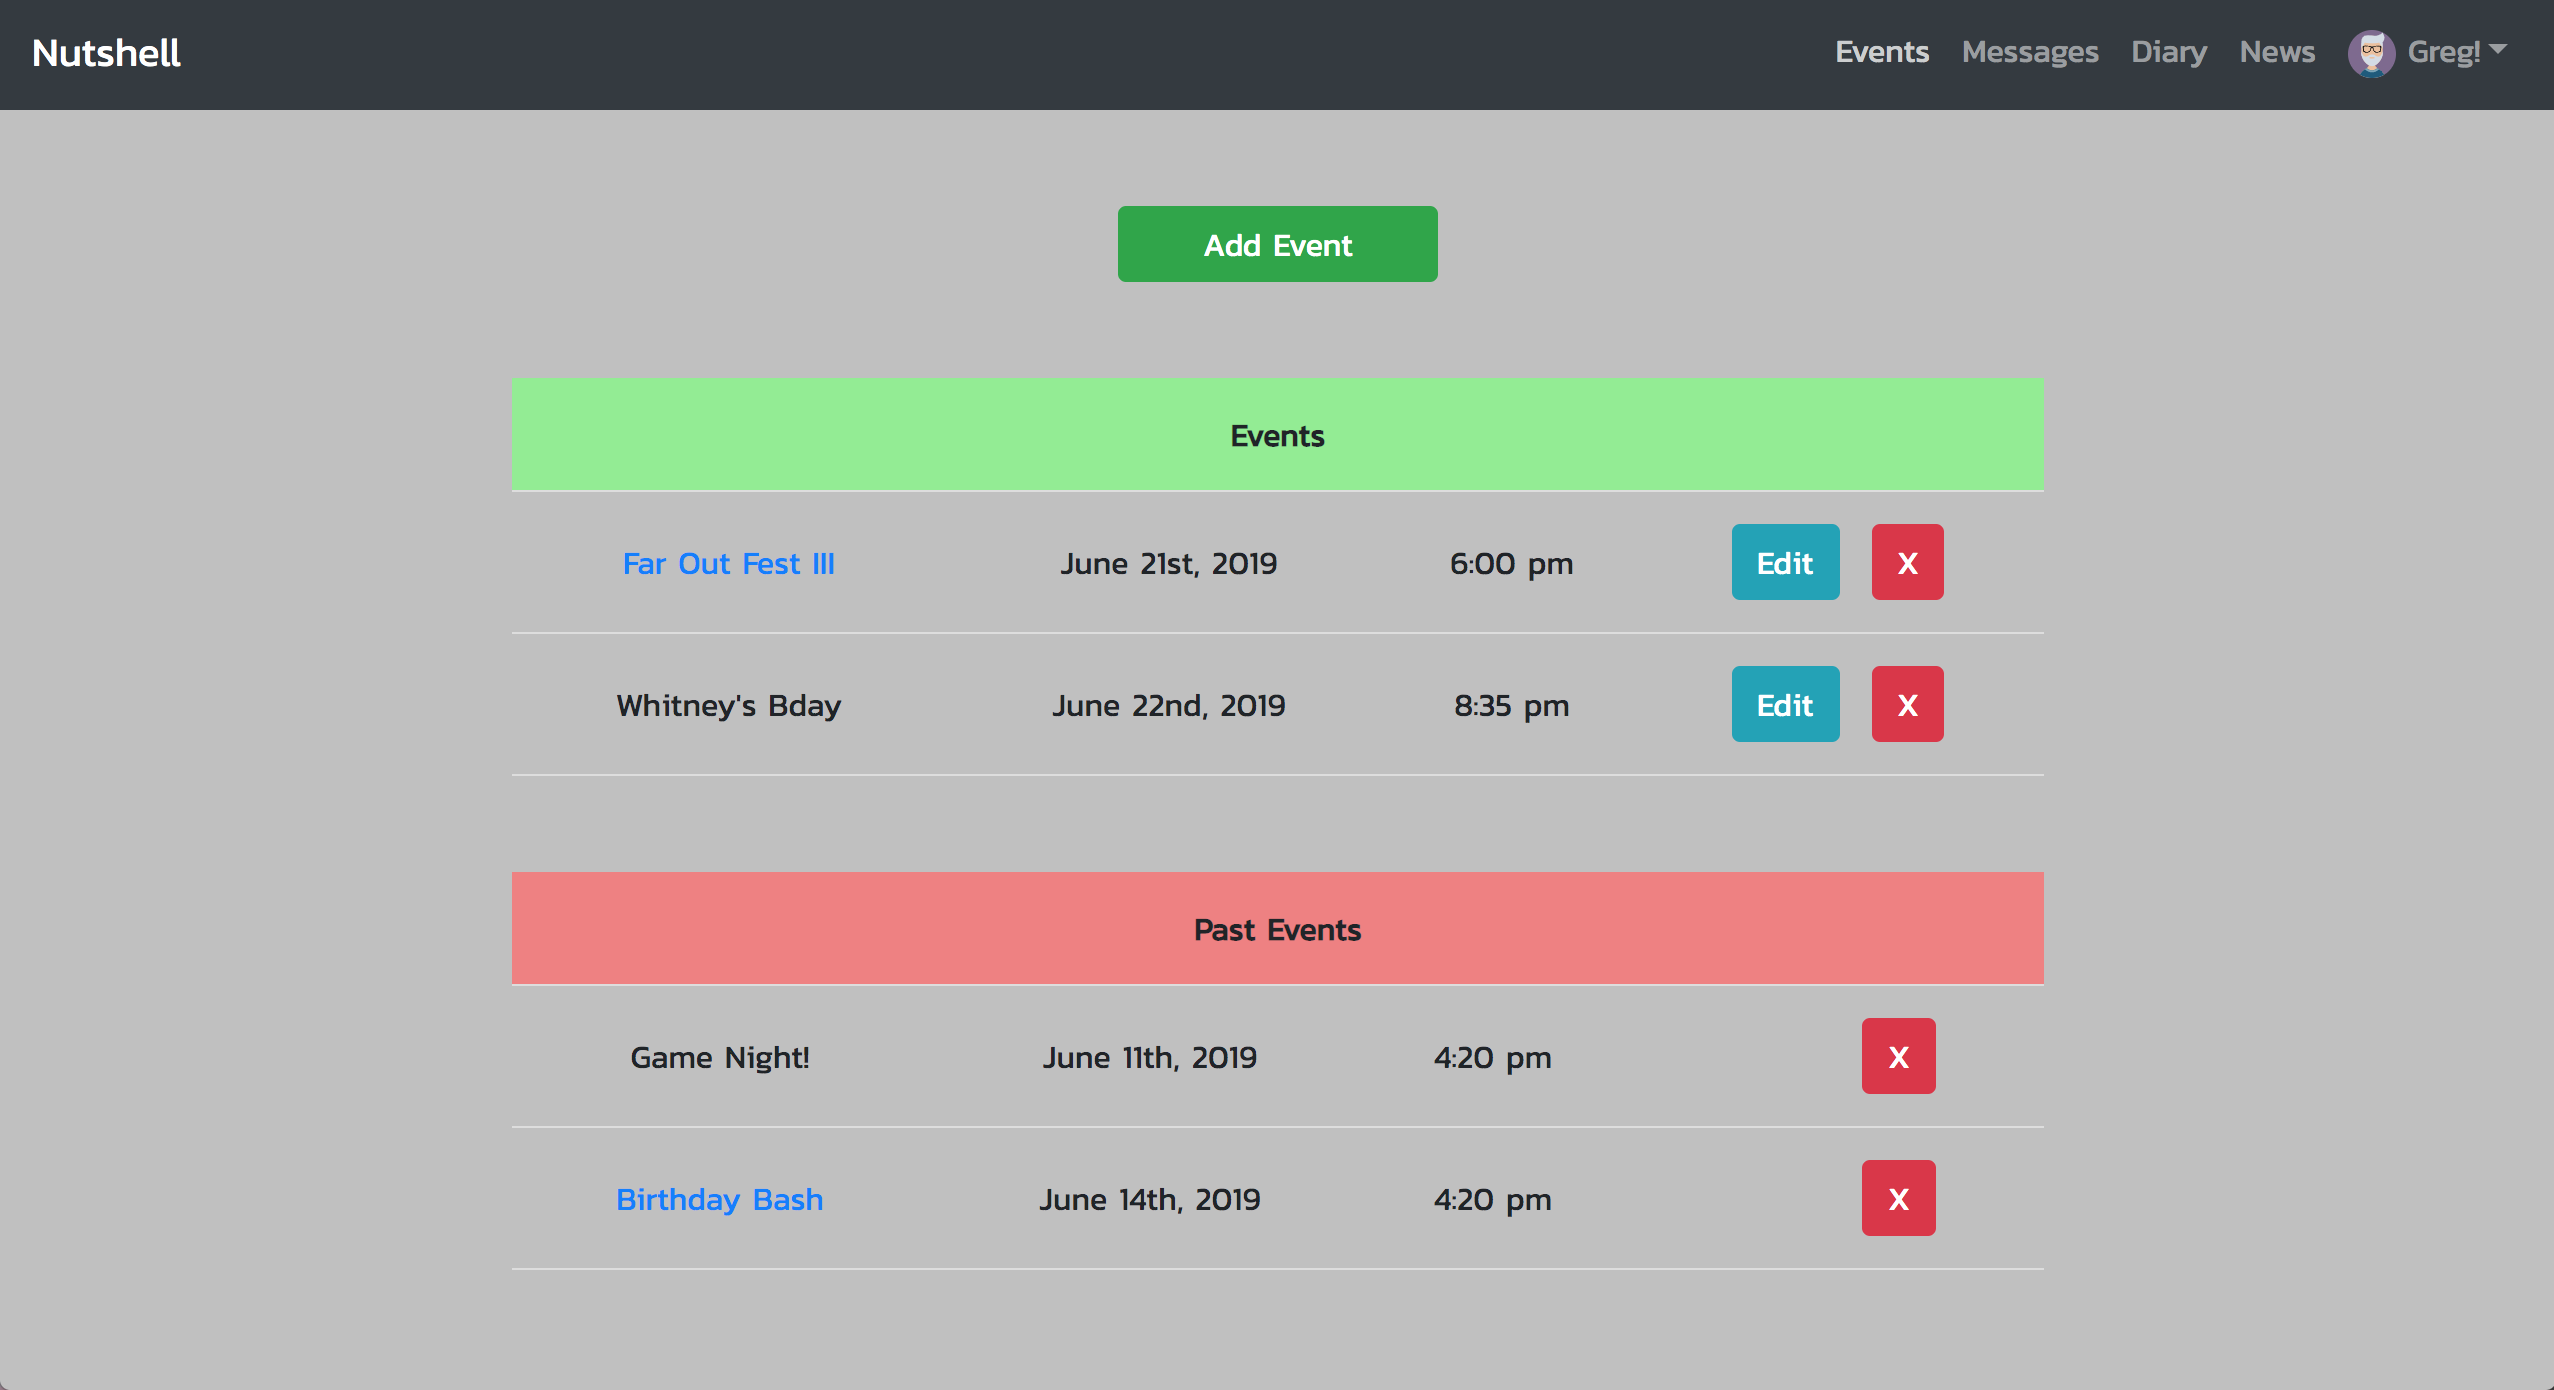 Nutshell Events Messages Diary News Greg!
Add Event
Events
Far Out Fest III June 21st, 2019 6:00 pm Edit X
Whitney's Bday June 22nd, 2019 8:35 pm Edit X
Past Events
Game Night! June 11th, 2019 4:20 pm X
Birthday Bash June 14th, 2019 4:20 pm X